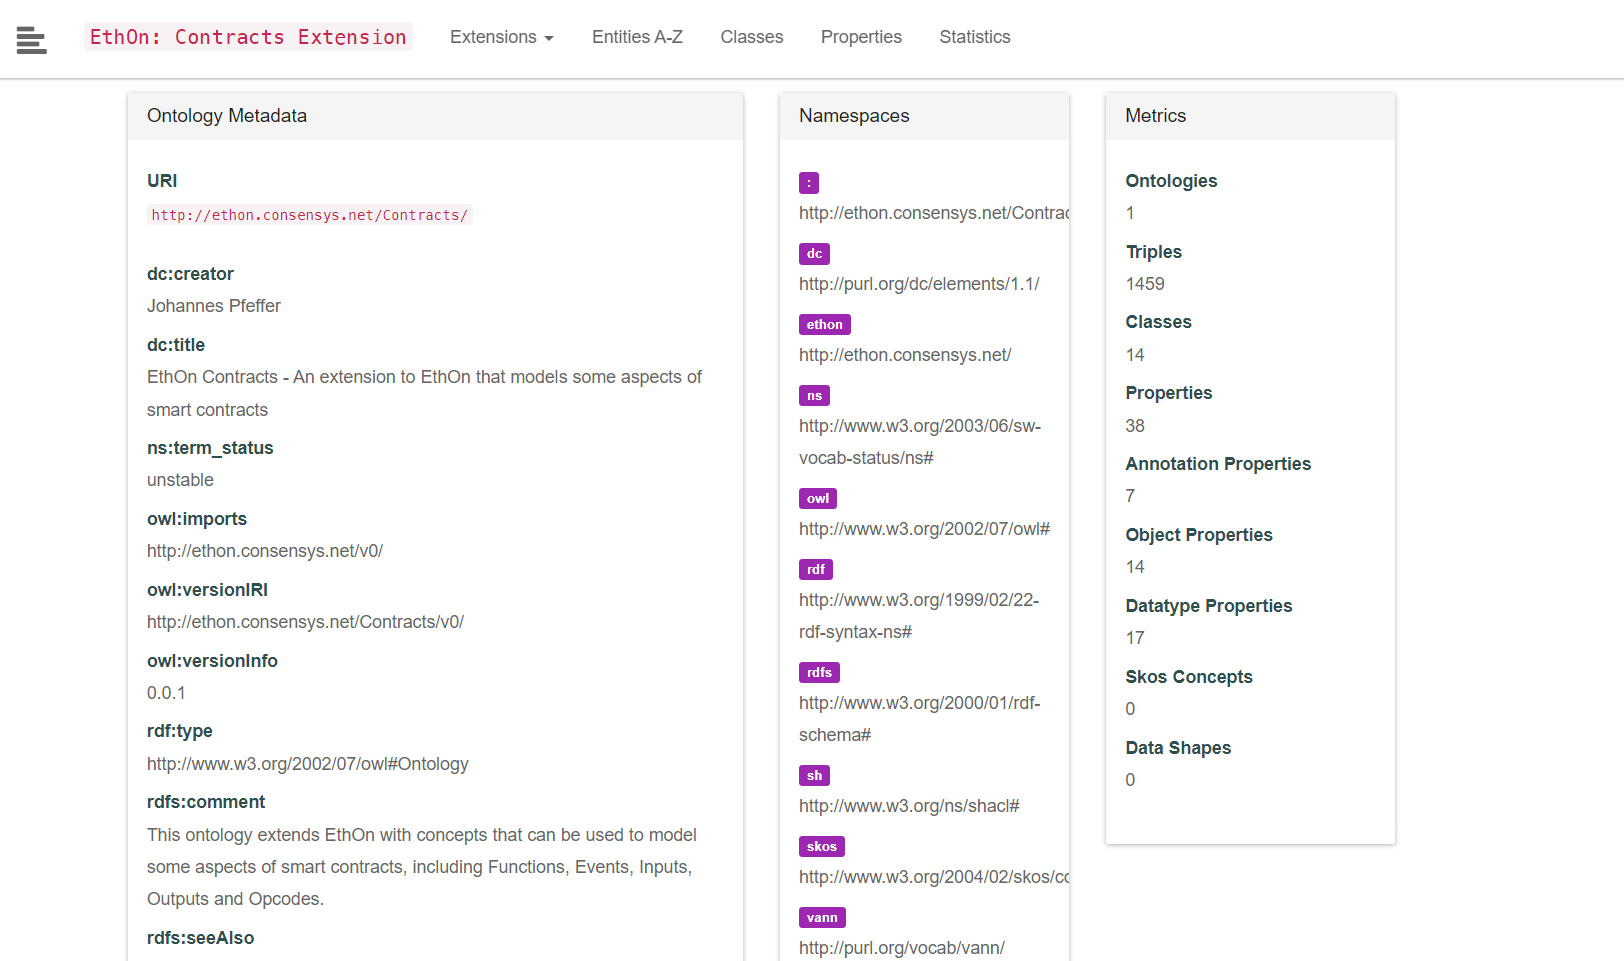 EthOn: Contracts Extension
Extensions
Entities A-Z
Classes
Properties
Statistics
Ontology Metadata
URI
http://ethon.consensys.net/Contracts/
dc:creator
Johannes Pfeffer
dc:title
EthOn Contracts - An extension to EthOn that models some aspects of
smart contracts
ns:term_status
unstable
owl:imports
http://ethon.consensys.net/v0/
owl:versionIRI
http://ethon.consensys.net/Contracts/v0/
owl:versionInfo
0.0.1
rdf:type
http://www.w3.org/2002/07/owl#Ontology
rdfs:comment
This ontology extends EthOn with concepts that can be used to model
some aspects of smart contracts, including Functions, Events, Inputs,
Outputs and Opcodes.
rdfs:seeAlso
Namespaces
:
http://ethon.consensys.net/Contrac
dc
http://purl.org/dc/elements/1.1/
ethon
http://ethon.consensys.net/
ns
http://www.w3.org/2003/06/sw-
vocab-status/ns#
owl
http://www.w3.org/2002/07/owl#
rdf
http://www.w3.org/1999/02/22-
rdf-syntax-ns#
rdfs
http://www.w3.org/2000/01/rdf-
schema#
sh
http://www.w3.org/ns/shacl#
skos
http://www.w3.org/2004/02/skos/co
vann
http://purl.org/vocab/vann/
Metrics
Ontologies
1
Triples
1459
Classes
14
Properties
38
Annotation Properties
7
Object Properties
14
Datatype Properties
17
Skos Concepts
0
Data Shapes
0